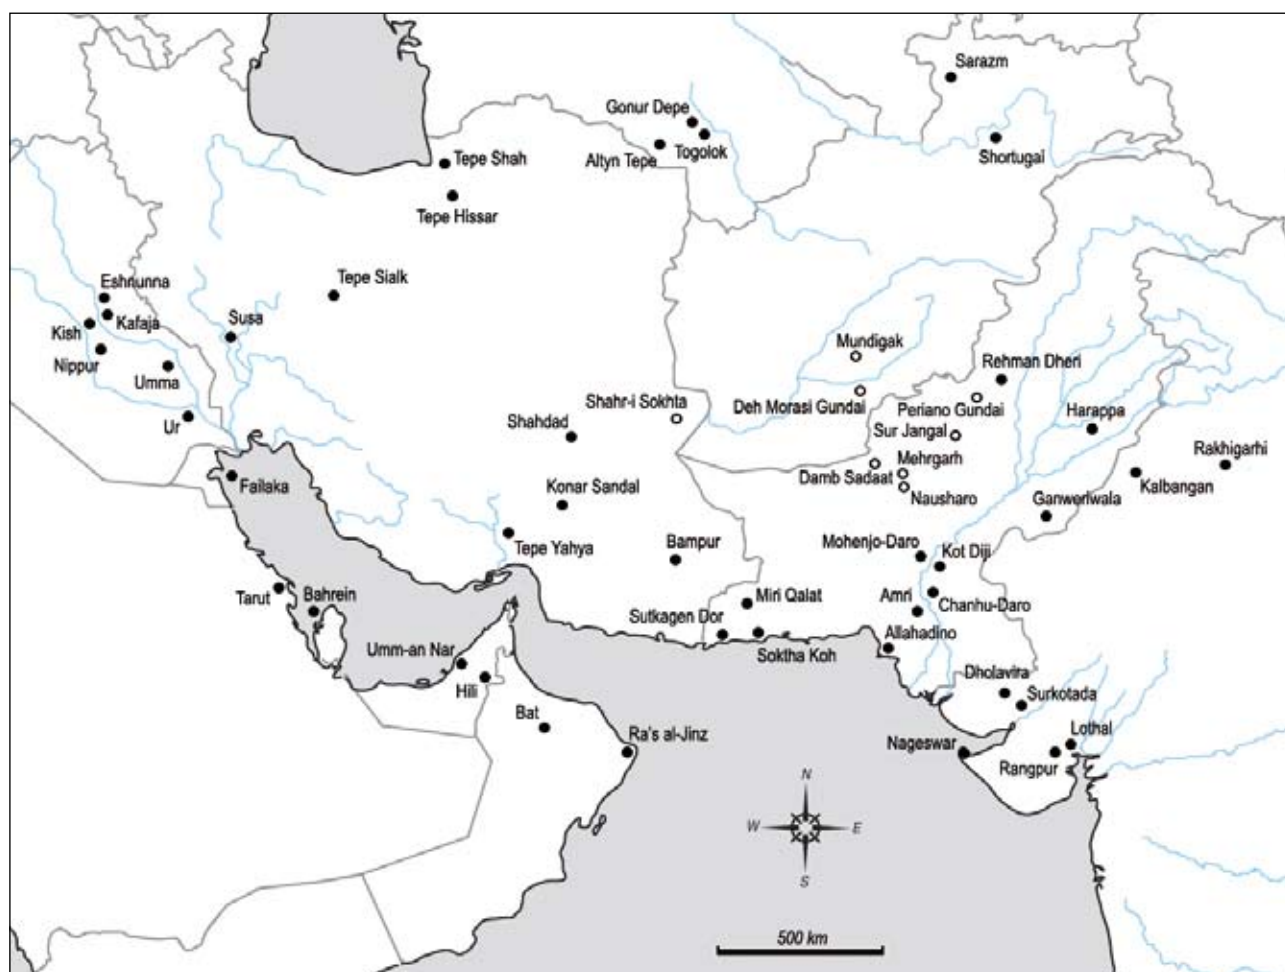 Sarazm
Gonur Depe
Togolok
Altyn Tepe
Shortugai
Tepe Shah
Tepe Hissar
Eshnunna
Kafaja
Kish
Nippur
Umma
Ur
Susa
Tepe Sialk
Mundigak
Rehman Dheri
Shahr-i Sokhta
Deh Morasi Gundai
Periano Gundai
Harappa
Shahdad
Sur Jangal
Mehrgarh
Damb Sadaat
Nausharo
Rakhigarhi
Kalbangan
Failaka
Konar Sandal
Ganweriwala
Tepe Yahya
Bampur
Mohenjo-Daro
Kot Diji
Tarut
Bahrein
Miri Qalat
Amri
Chanhu-Daro
Sutkagen Dor
Allahadino
Soktha Koh
Umm-an Nar
Hili
Dholavira
Surkotada
Bat
Ra's al-Jinz
Nageswar
Lothal
Rangpur
N
W
E
S
500 km